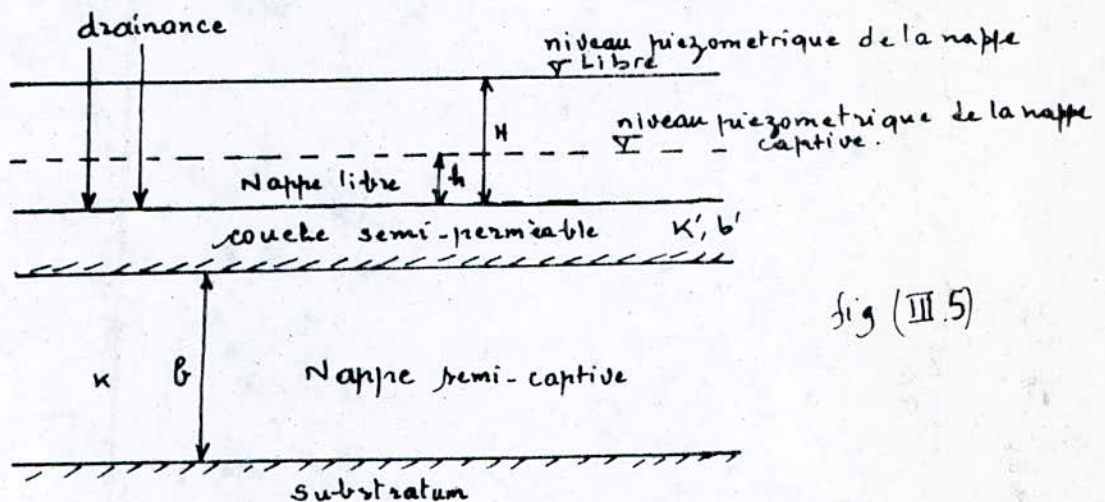 drainance
niveau piezometrique de la nappe
Libre
H
niveau piezometrique de la nappe
captive.
Nappe libre
h
couche semi-perméable K', b'
fig (III.5)
K b Nappe semi-captive
substratum